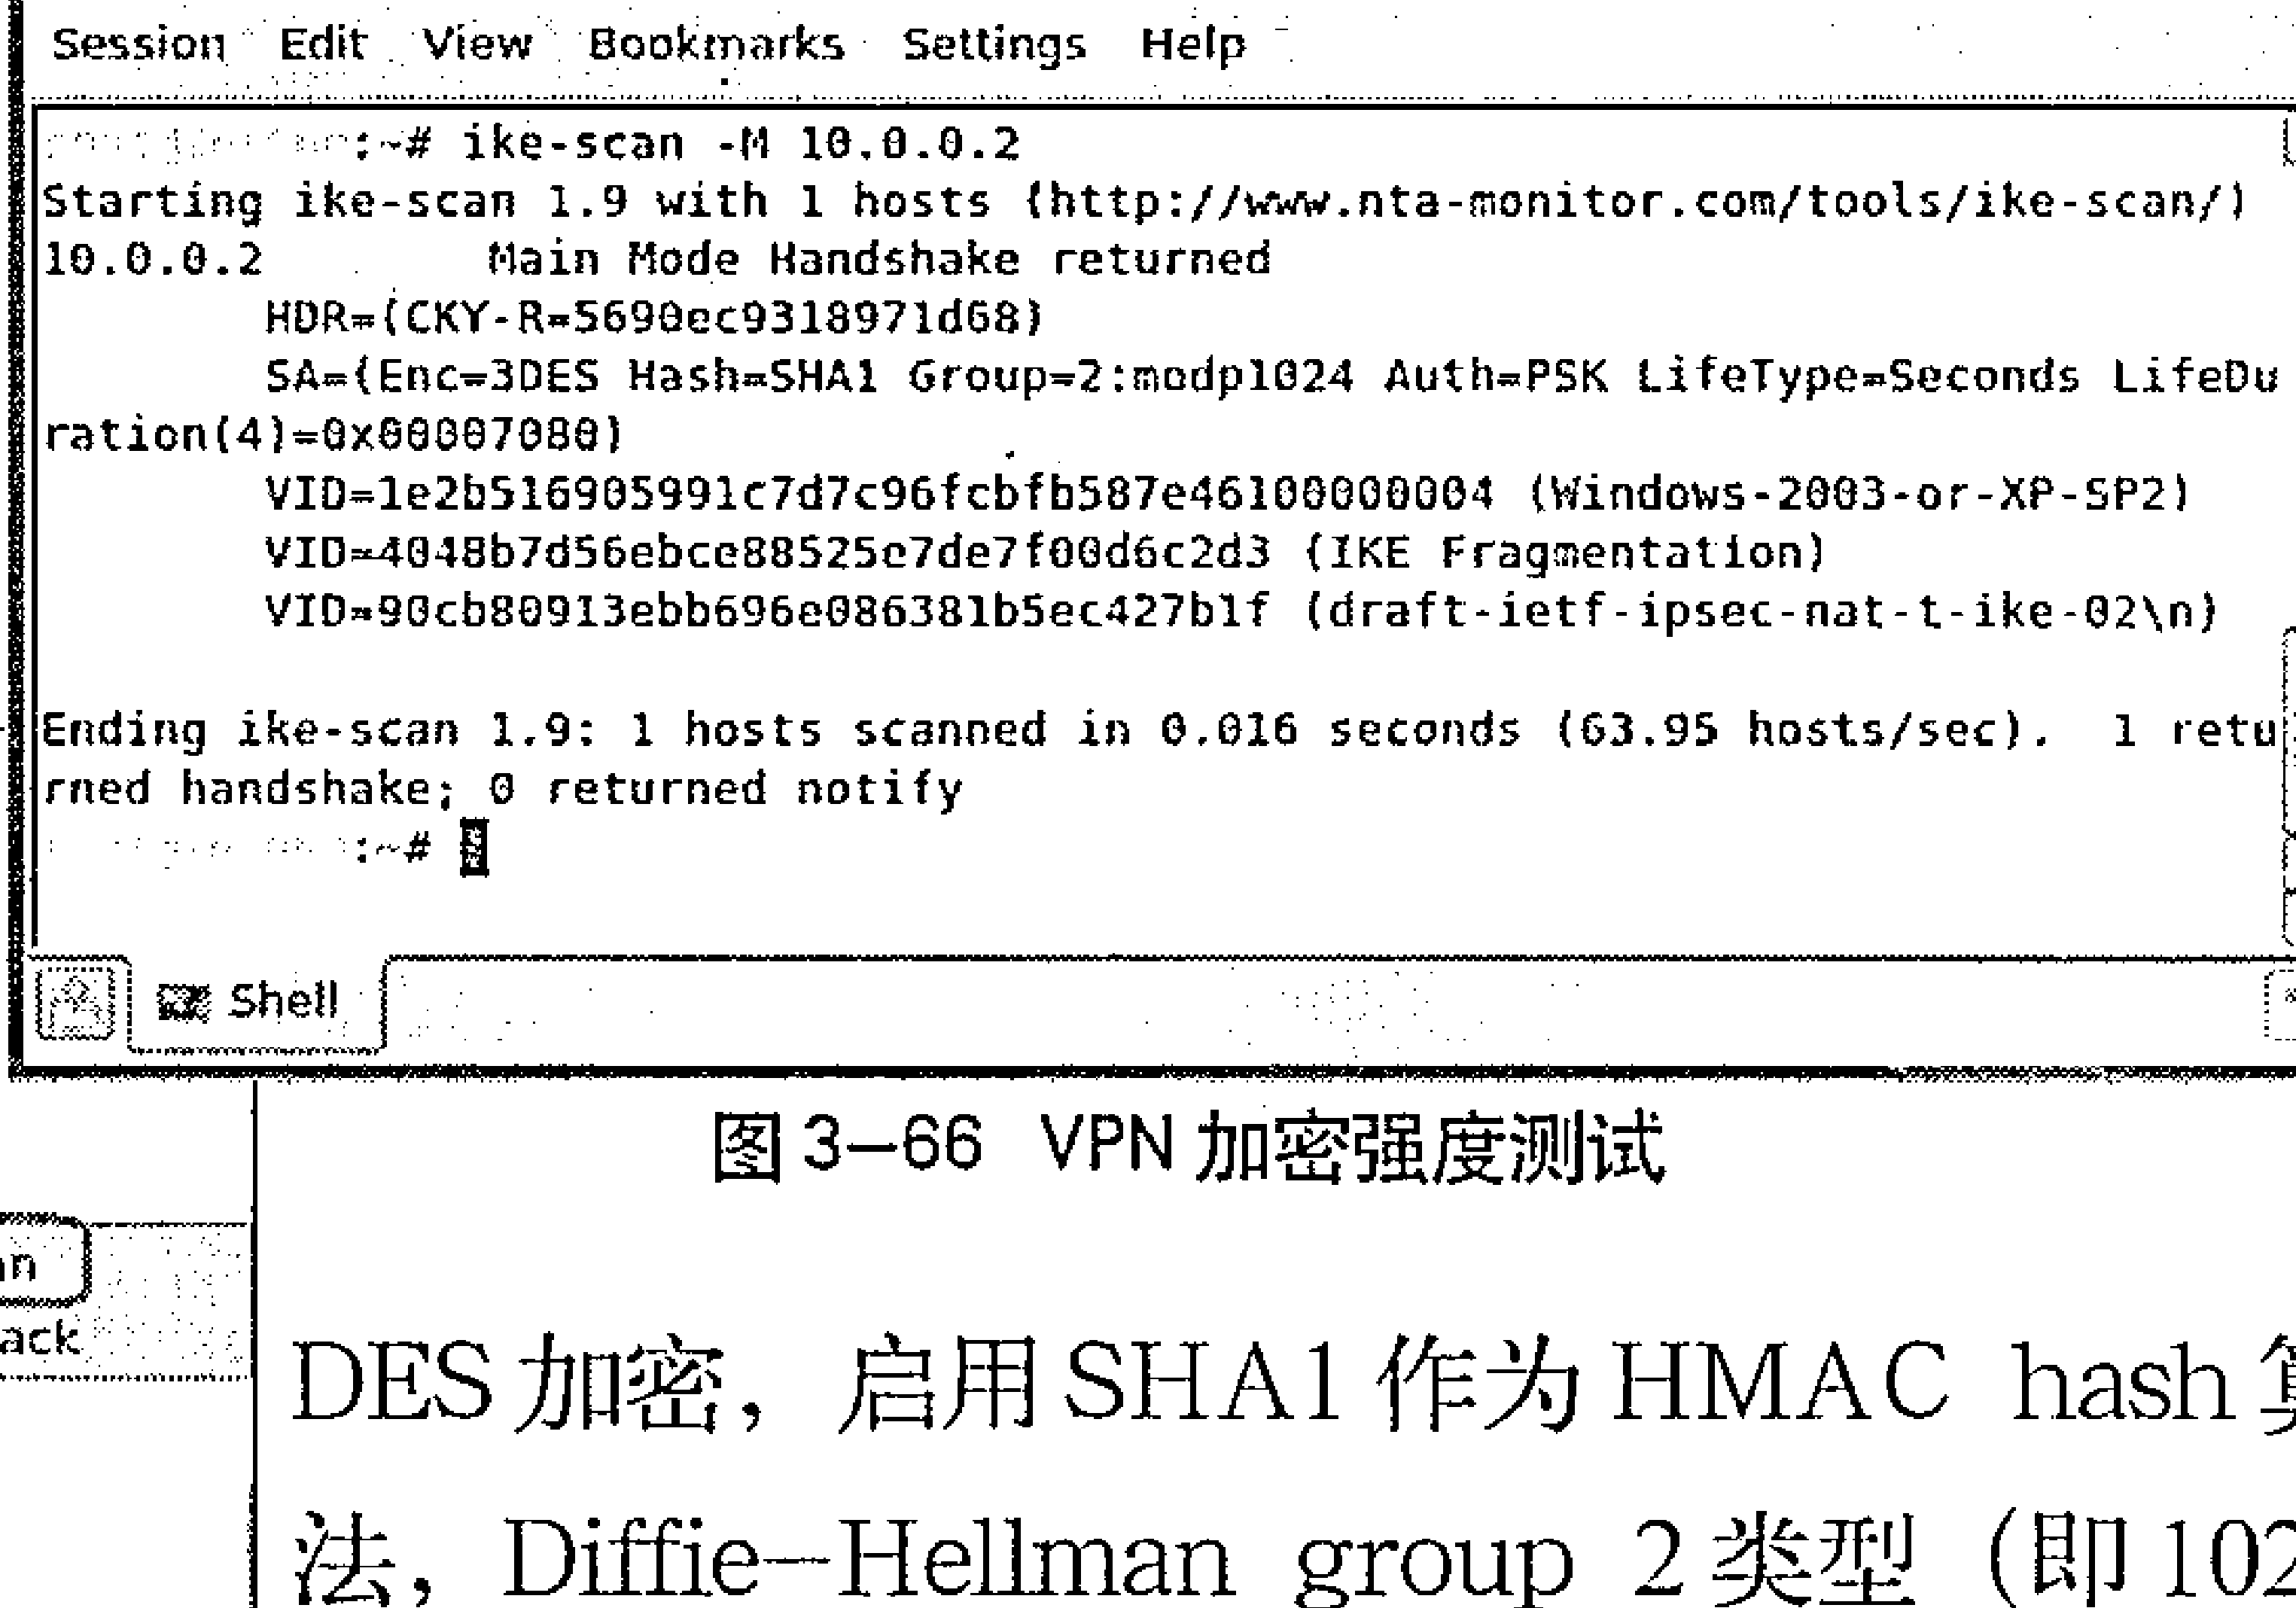 Session Edit View Bookmarks Settings Help
:~# ike-scan -M 10.0.0.2
Starting ike-scan 1.9 with 1 hosts (http://www.nta-monitor.com/tools/ike-scan/)
10.0.0.2 Main Mode Handshake returned
HDR=(CKY-R=5690ec9318971d68)
SA=(Enc=3DES Hash=SHA1 Group=2:modp1024 Auth=PSK LifeType=Seconds LifeDu
ration(4)=0x00007080)
VID=1e2b516905991c7d7c96fcbfb587e46100000004 (Windows-2003-or-XP-SP2)
VID=4048b7d56ebce88525e7de7f00d6c2d3 (IKE Fragmentation)
VID=90cb80913ebb696e086381b5ec427b1f (draft-ietf-ipsec-nat-t-ike-02\n)
Ending ike-scan 1.9: 1 hosts scanned in 0.016 seconds (63.95 hosts/sec). 1 retu
rned handshake; 0 returned notify
:~#
Shell
图 3-66 VPN 加密强度测试
ack
DES 加密，启用 SHA1 作为 HMAC hash 算
法，Diffie-Hellman group 2 类型（即 102